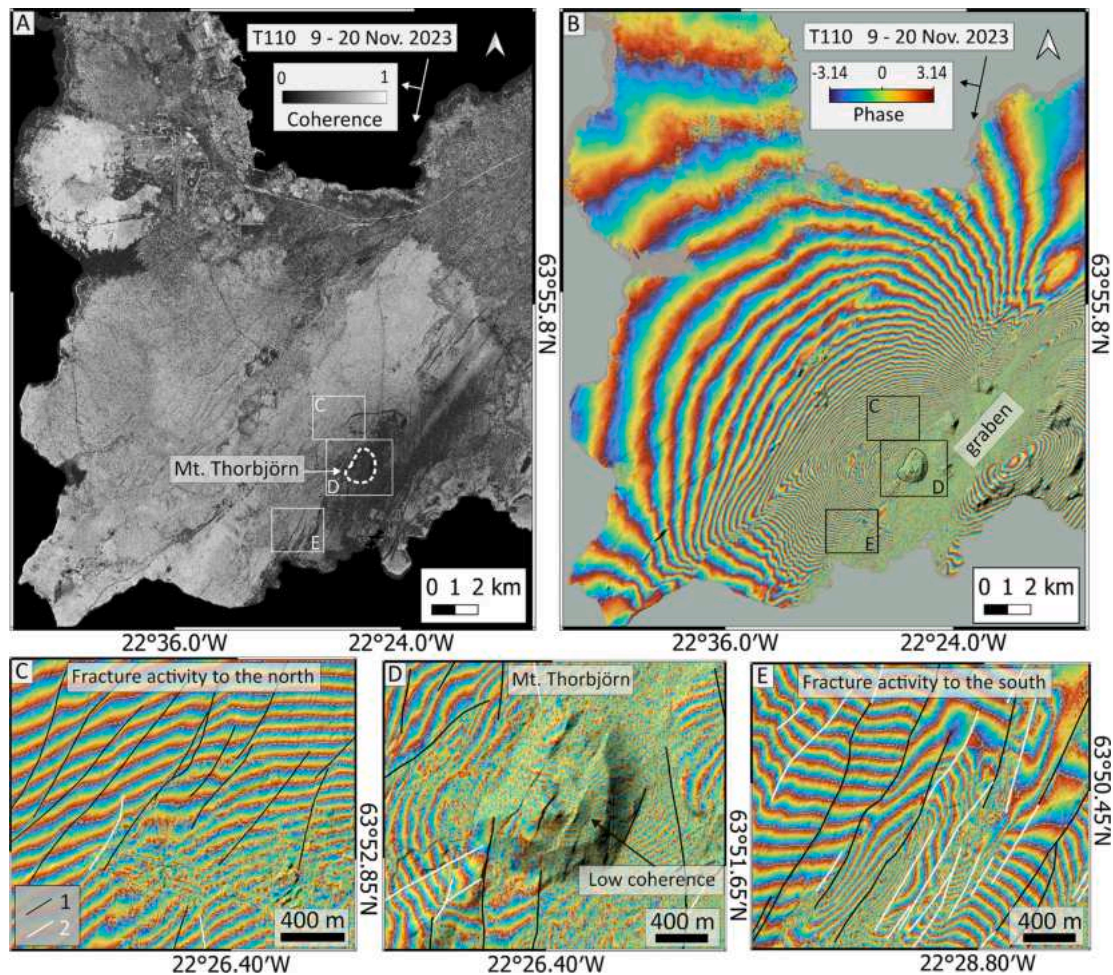 A
T110 9 - 20 Nov. 2023
0 1
Coherence
C
Mt. Thorbjörn
D
E
0 1 2 km
22°36.0'W 22°24.0'W
63°55.8'N
B
T110 9 - 20 Nov. 2023
-3.14 0 3.14
Phase
C
graben
D
E
0 1 2 km
22°36.0'W 22°24.0'W
63°55.8'N
C
Fracture activity to the north
1
2
400 m
22°26.40'W
63°52.85'N
D
Mt. Thorbjörn
Low coherence
400 m
22°26.40'W
63°51.65'N
E
Fracture activity to the south
400 m
22°28.80'W
63°50.45'N